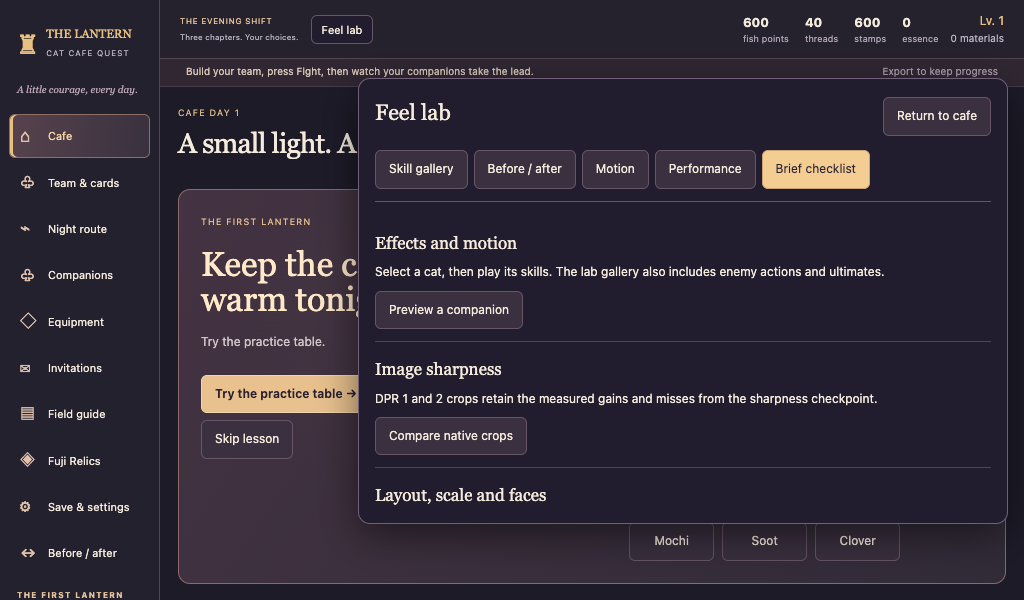 THE LANTERN
CAT CAFE QUEST
A little courage, every day.
Cafe
Team & cards
Night route
Companions
Equipment
Invitations
Field guide
Fuji Relics
Save & settings
Before / after
THE FIRST LANTERN
THE EVENING SHIFT
Three chapters. Your choices.
Feel lab
600
fish points
40
threads
600
stamps
0
essence
Lv. 1
0 materials
Build your team, press Fight, then watch your companions take the lead.
Export to keep progress
CAFE DAY 1
A small light. A
THE FIRST LANTERN
Keep the c
warm tonig
Try the practice table.
Try the practice table →
Skip lesson
Feel lab
Return to cafe
Skill gallery
Before / after
Motion
Performance
Brief checklist
Effects and motion
Select a cat, then play its skills. The lab gallery also includes enemy actions and ultimates.
Preview a companion
Image sharpness
DPR 1 and 2 crops retain the measured gains and misses from the sharpness checkpoint.
Compare native crops
Layout, scale and faces
Mochi
Soot
Clover